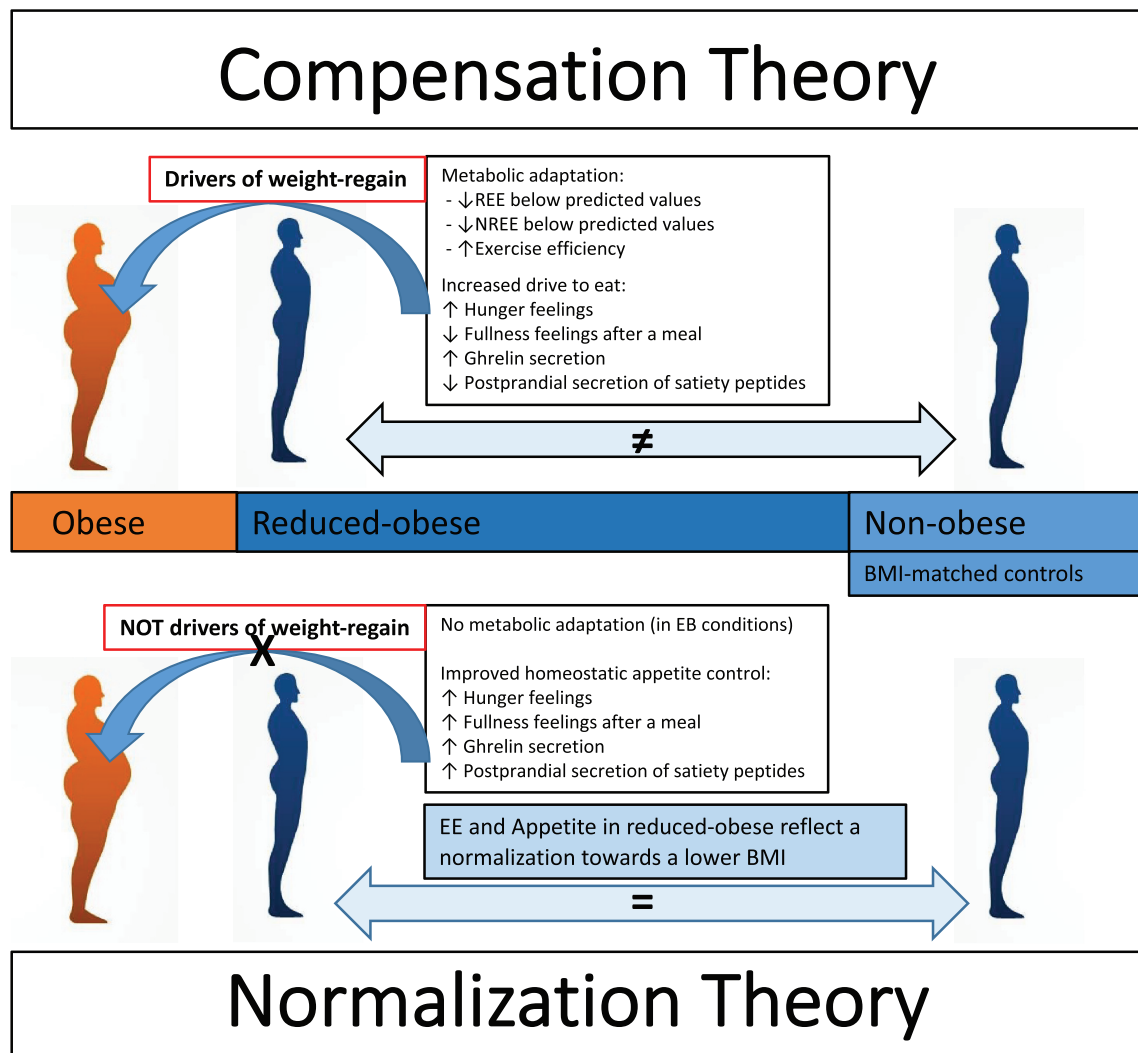 Compensation Theory
Drivers of weight-regain
Metabolic adaptation:
- ↓REE below predicted values
- ↓NREE below predicted values
- ↑Exercise efficiency
Increased drive to eat:
↑ Hunger feelings
↓ Fullness feelings after a meal
↑ Ghrelin secretion
↓ Postprandial secretion of satiety peptides
≠
Obese
Reduced-obese
Non-obese
BMI-matched controls
NOT drivers of weight-regain
X
No metabolic adaptation (in EB conditions)
Improved homeostatic appetite control:
↑ Hunger feelings
↑ Fullness feelings after a meal
↑ Ghrelin secretion
↑ Postprandial secretion of satiety peptides
EE and Appetite in reduced-obese reflect a
normalization towards a lower BMI
=
Normalization Theory